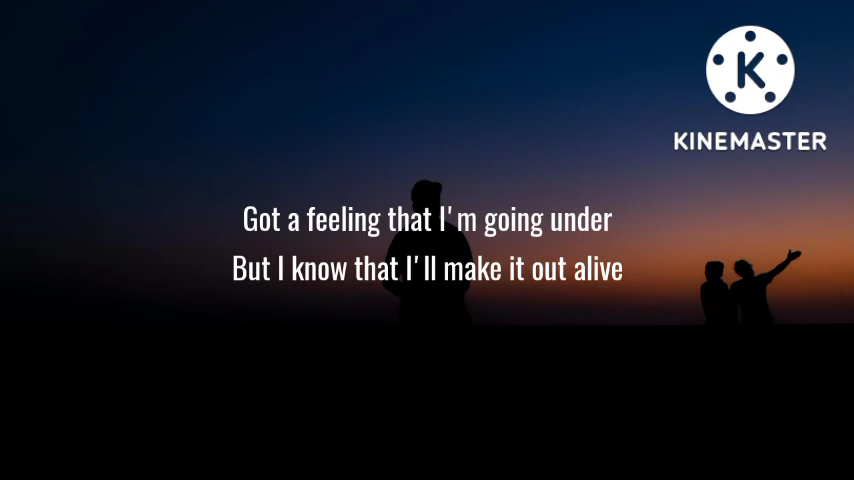 KINEMASTER
Got a feeling that I'm going under
But I know that I'll make it out alive